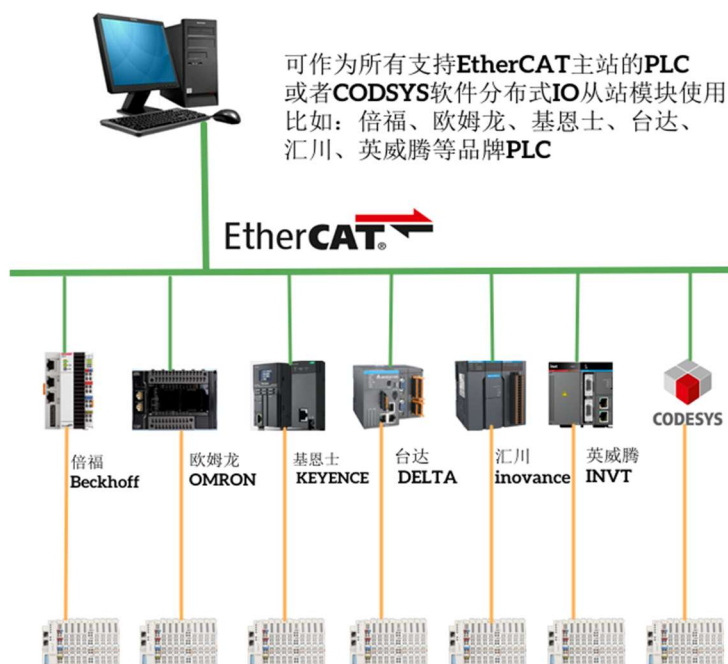 可作为所有支持EtherCAT主站的PLC
或者CODSYS软件分布式IO从站模块使用
比如：倍福、欧姆龙、基恩士、台达、
汇川、英威腾等品牌PLC
EtherCAT®
CODESYS
倍福
Beckhoff
欧姆龙
OMRON
基恩士
KEYENCE
台达
DELTA
汇川
inovance
英威腾
INVT